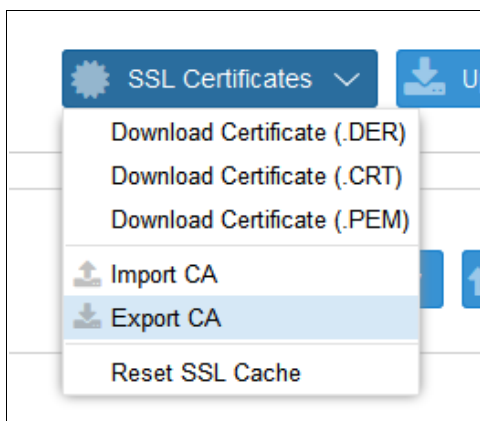 SSL Certificates
U
Download Certificate (.DER)
Download Certificate (.CRT)
Download Certificate (.PEM)
Import CA
Export CA
Reset SSL Cache